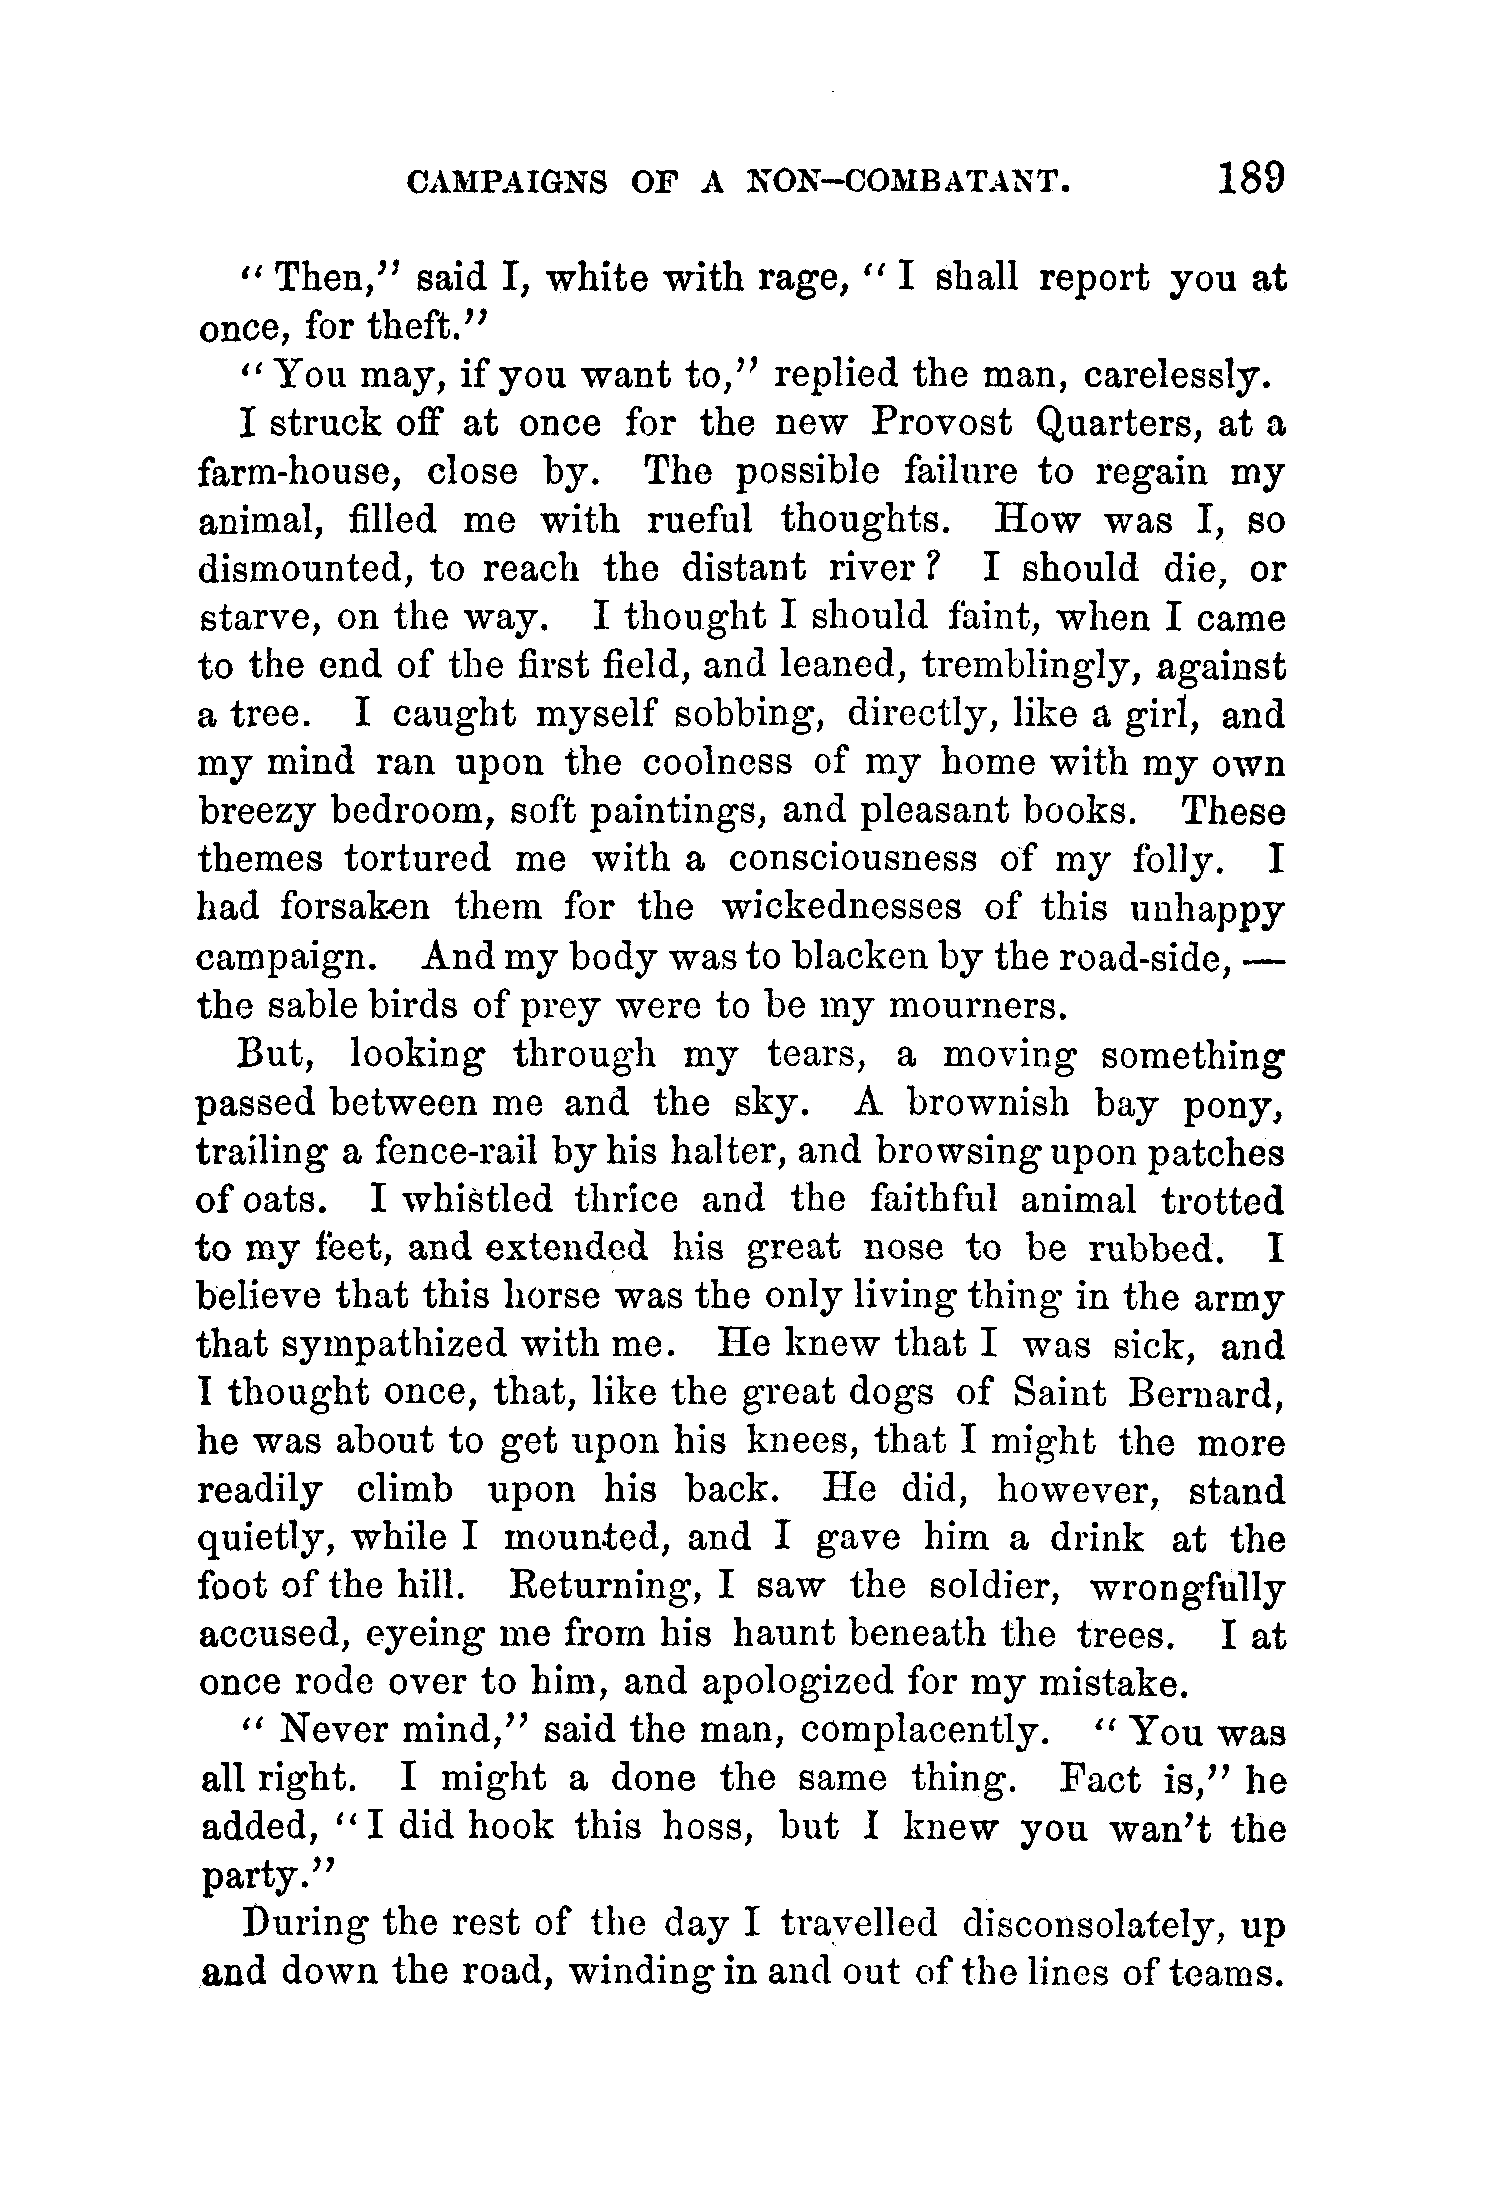 CAMPAIGNS OF A NON-COMBATANT. 189
" Then," said I, white with rage, " I shall report you at
once, for theft."
" You may, if you want to," replied the man, carelessly.
I struck off at once for the new Provost Quarters, at a
farm-house, close by. The possible failure to regain my
animal, filled me with rueful thoughts. How was I, so
dismounted, to reach the distant river? I should die, or
starve, on the way. I thought I should faint, when I came
to the end of the first field, and leaned, tremblingly, against
a tree. I caught myself sobbing, directly, like a girl, and
my mind ran upon the coolness of my home with my own
breezy bedroom, soft paintings, and pleasant books. These
themes tortured me with a consciousness of my folly. I
had forsaken them for the wickednesses of this unhappy
campaign. And my body was to blacken by the road-side, —
the sable birds of prey were to be my mourners.
But, looking through my tears, a moving something
passed between me and the sky. A brownish bay pony,
trailing a fence-rail by his halter, and browsing upon patches
of oats. I whistled thrice and the faithful animal trotted
to my feet, and extended his great nose to be rubbed. I
believe that this horse was the only living thing in the army
that sympathized with me. He knew that I was sick, and
I thought once, that, like the great dogs of Saint Bernard,
he was about to get upon his knees, that I might the more
readily climb upon his back. He did, however, stand
quietly, while I mounted, and I gave him a drink at the
foot of the hill. Returning, I saw the soldier, wrongfully
accused, eyeing me from his haunt beneath the trees. I at
once rode over to him, and apologized for my mistake.
" Never mind," said the man, complacently. " You was
all right. I might a done the same thing. Fact is," he
added, " I did hook this hoss, but I knew you wan't the
party."
During the rest of the day I travelled disconsolately, up
and down the road, winding in and out of the lines of teams.